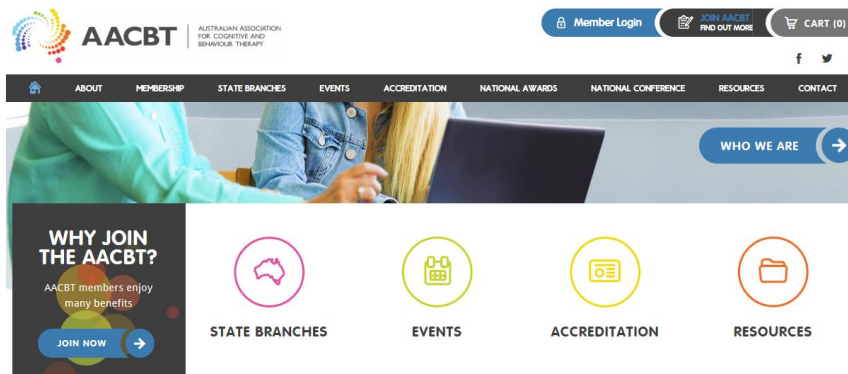 AACBT
AUSTRALIAN ASSOCIATION
FOR COGNITIVE AND
BEHAVIOUR THERAPY
Member Login
JOIN AACBT
FIND OUT MORE
CART (0)
ABOUT MEMBERSHIP STATE BRANCHES EVENTS ACCREDITATION NATIONAL AWARDS NATIONAL CONFERENCE RESOURCES CONTACT
WHO WE ARE
WHY JOIN
THE AACBT?
AACBT members enjoy
many benefits
JOIN NOW
STATE BRANCHES
EVENTS
ACCREDITATION
RESOURCES